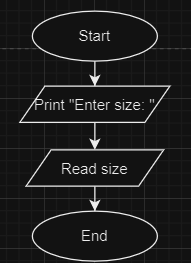 Start
Print "Enter size: "
Read size
End